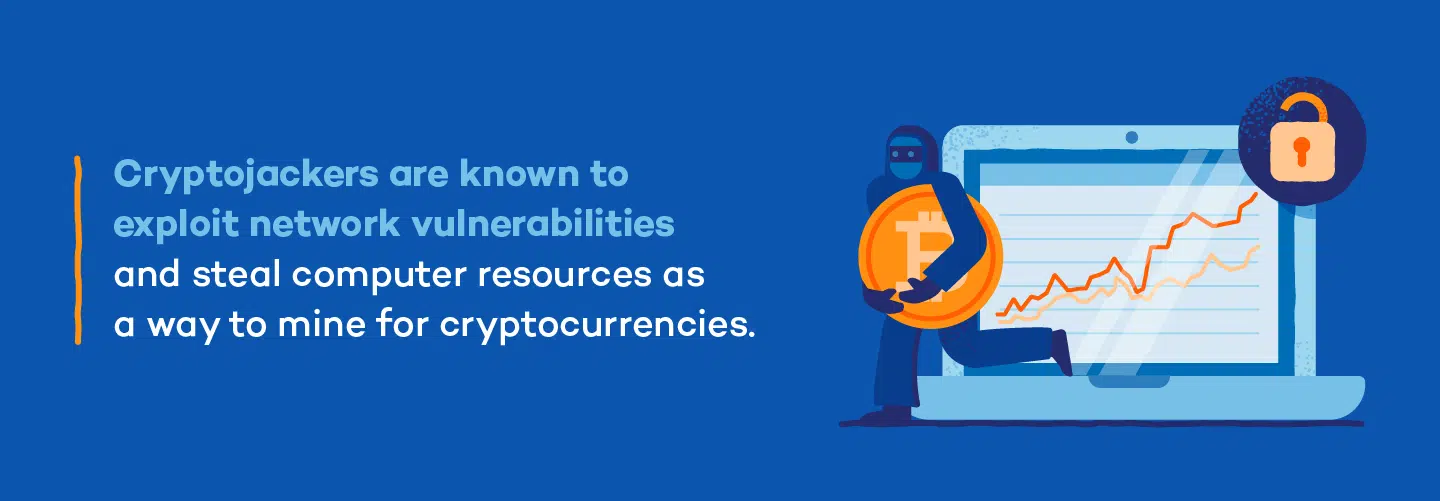 Cryptojackers are known to
exploit network vulnerabilities
and steal computer resources as
a way to mine for cryptocurrencies.